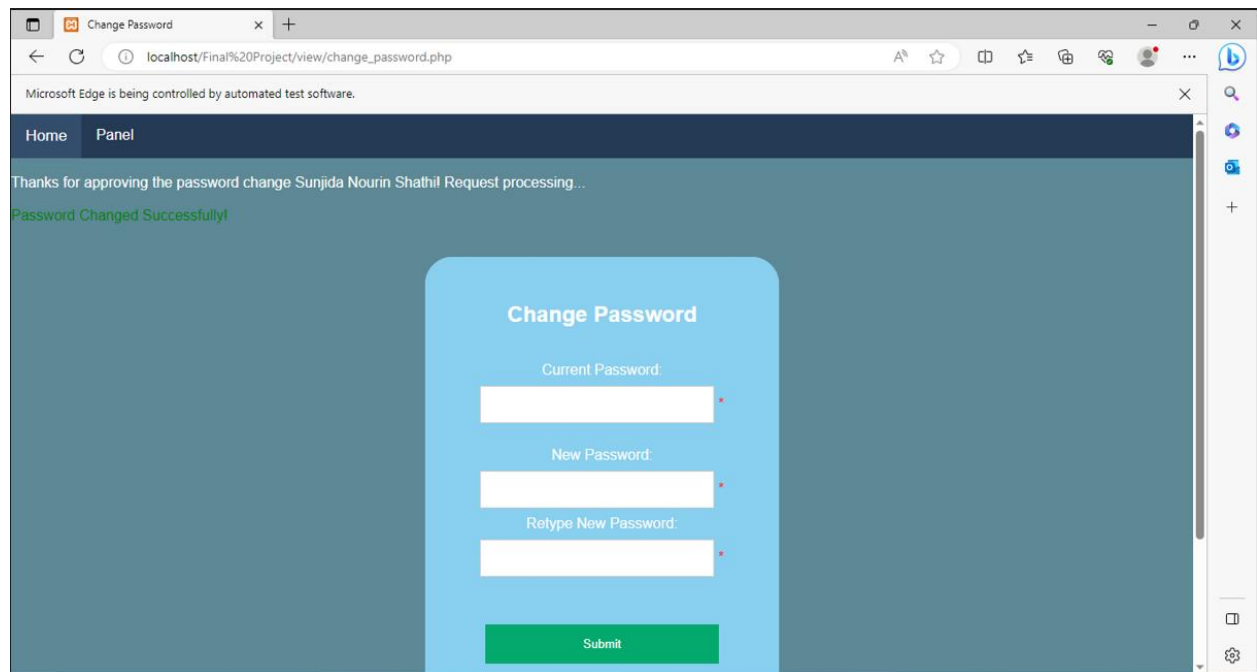 Change Password
localhost/Final%20Project/view/change_password.php
Microsoft Edge is being controlled by automated test software.
Home Panel
Thanks for approving the password change Sunjida Nourin Shathi! Request processing...
Password Changed Successfully!
Change Password
Current Password:
*
New Password:
*
Retype New Password:
*
Submit